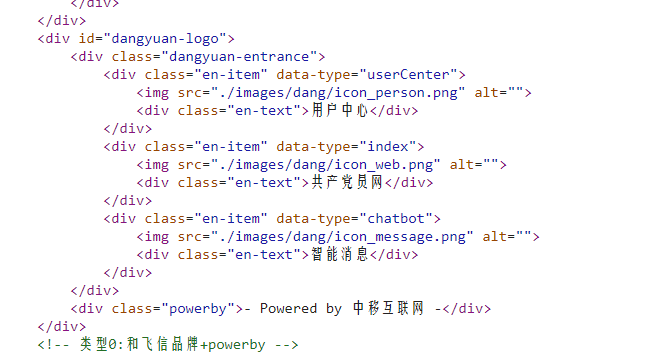 </div>
</div>
<div id="dangyuan-logo">
<div class="dangyuan-entrance">
<div class="en-item" data-type="userCenter">
<img src="./images/dang/icon_person.png" alt="">
<div class="en-text">用户中心</div>
</div>
<div class="en-item" data-type="index">
<img src="./images/dang/icon_web.png" alt="">
<div class="en-text">共产党员网</div>
</div>
<div class="en-item" data-type="chatbot">
<img src="./images/dang/icon_message.png" alt="">
<div class="en-text">智能消息</div>
</div>
</div>
<div class="powerby">- Powered by 中移互联网 -</div>
</div>
<!-- 类型0:和飞信品牌+powerby -->